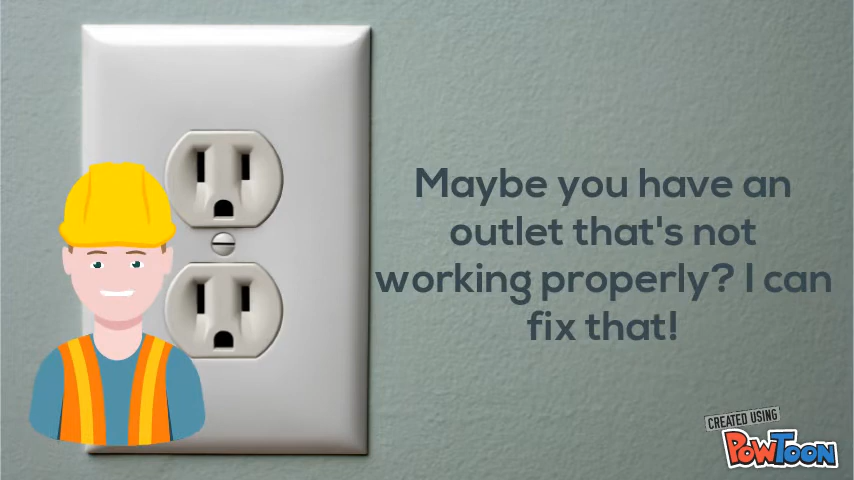 Maybe you have an
outlet that's not
working properly? I can
fix that!
CREATED USING
POWTOON